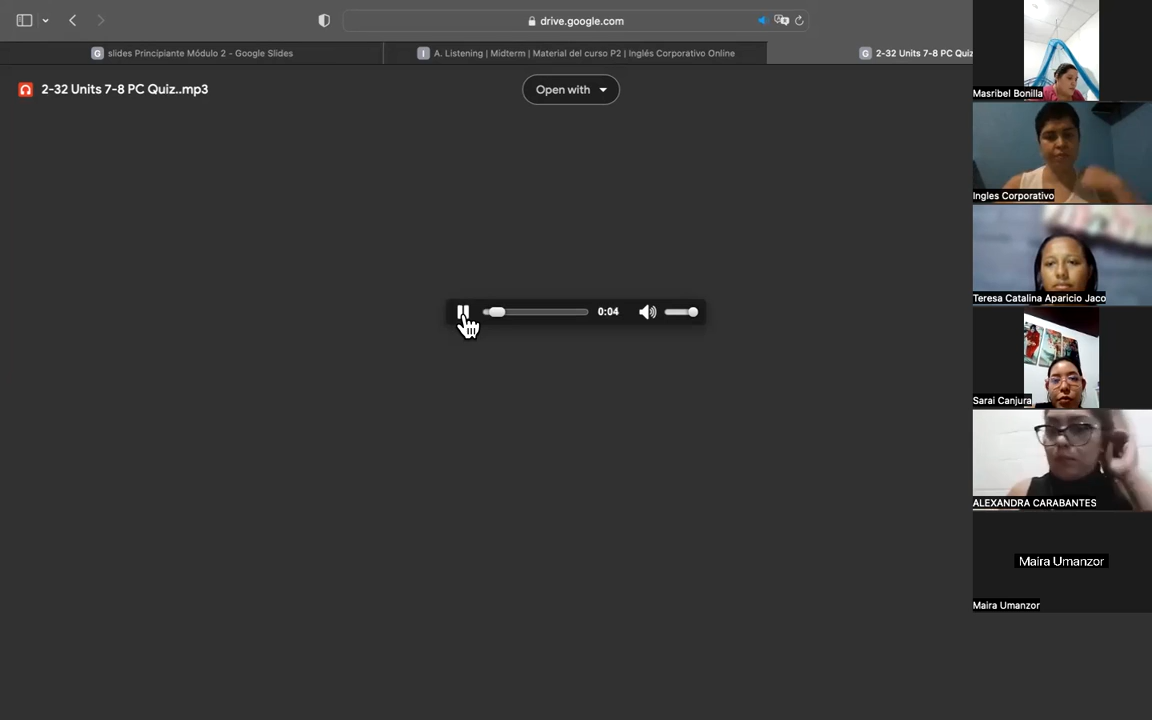 drive.google.com
G slides Principiante Módulo 2 - Google Slides
I A. Listening | Midterm | Material del curso P2 | Inglés Corporativo Online
G 2-32 Units 7-8 PC Quiz
2-32 Units 7-8 PC Quiz..mp3
Open with
0:04
Masribel Bonilla
Ingles Corporativo
Teresa Catalina Aparicio Jaco
Sarai Canjura
ALEXANDRA CARABANTES
Maira Umanzor
Maira Umanzor